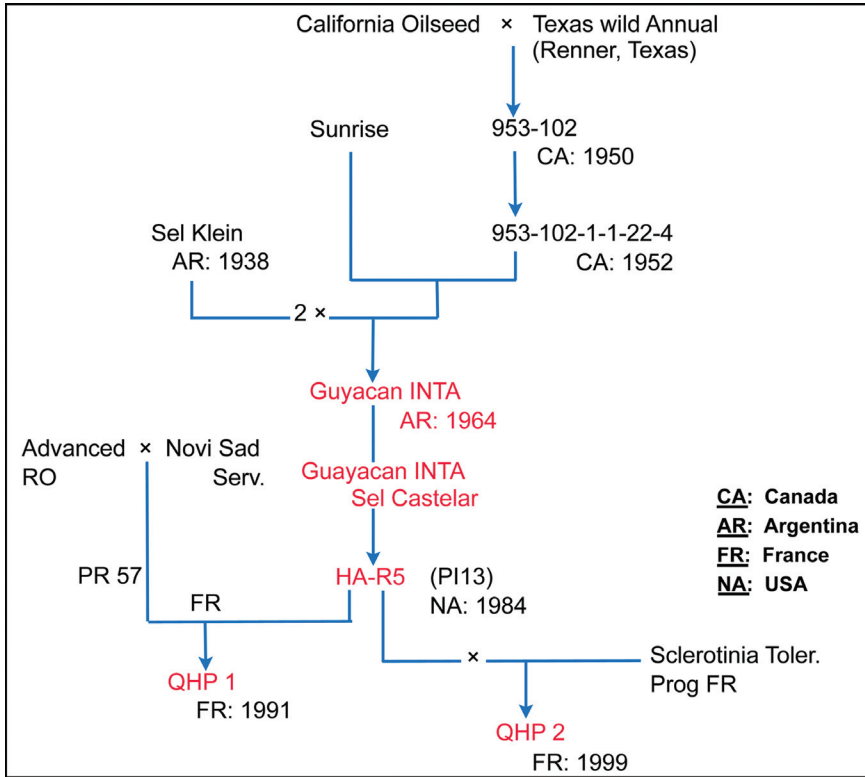 California Oilseed × Texas wild Annual
(Renner, Texas)
Sunrise
953-102
CA: 1950
Sel Klein
AR: 1938
953-102-1-1-22-4
CA: 1952
2 ×
Guyacan INTA
AR: 1964
Advanced × Novi Sad
RO Serv.
Guayacan INTA
Sel Castelar
CA: Canada
AR: Argentina
FR: France
NA: USA
PR 57
HA-R5 (PI13)
NA: 1984
FR
×
Sclerotinia Toler.
Prog FR
QHP 1
FR: 1991
QHP 2
FR: 1999